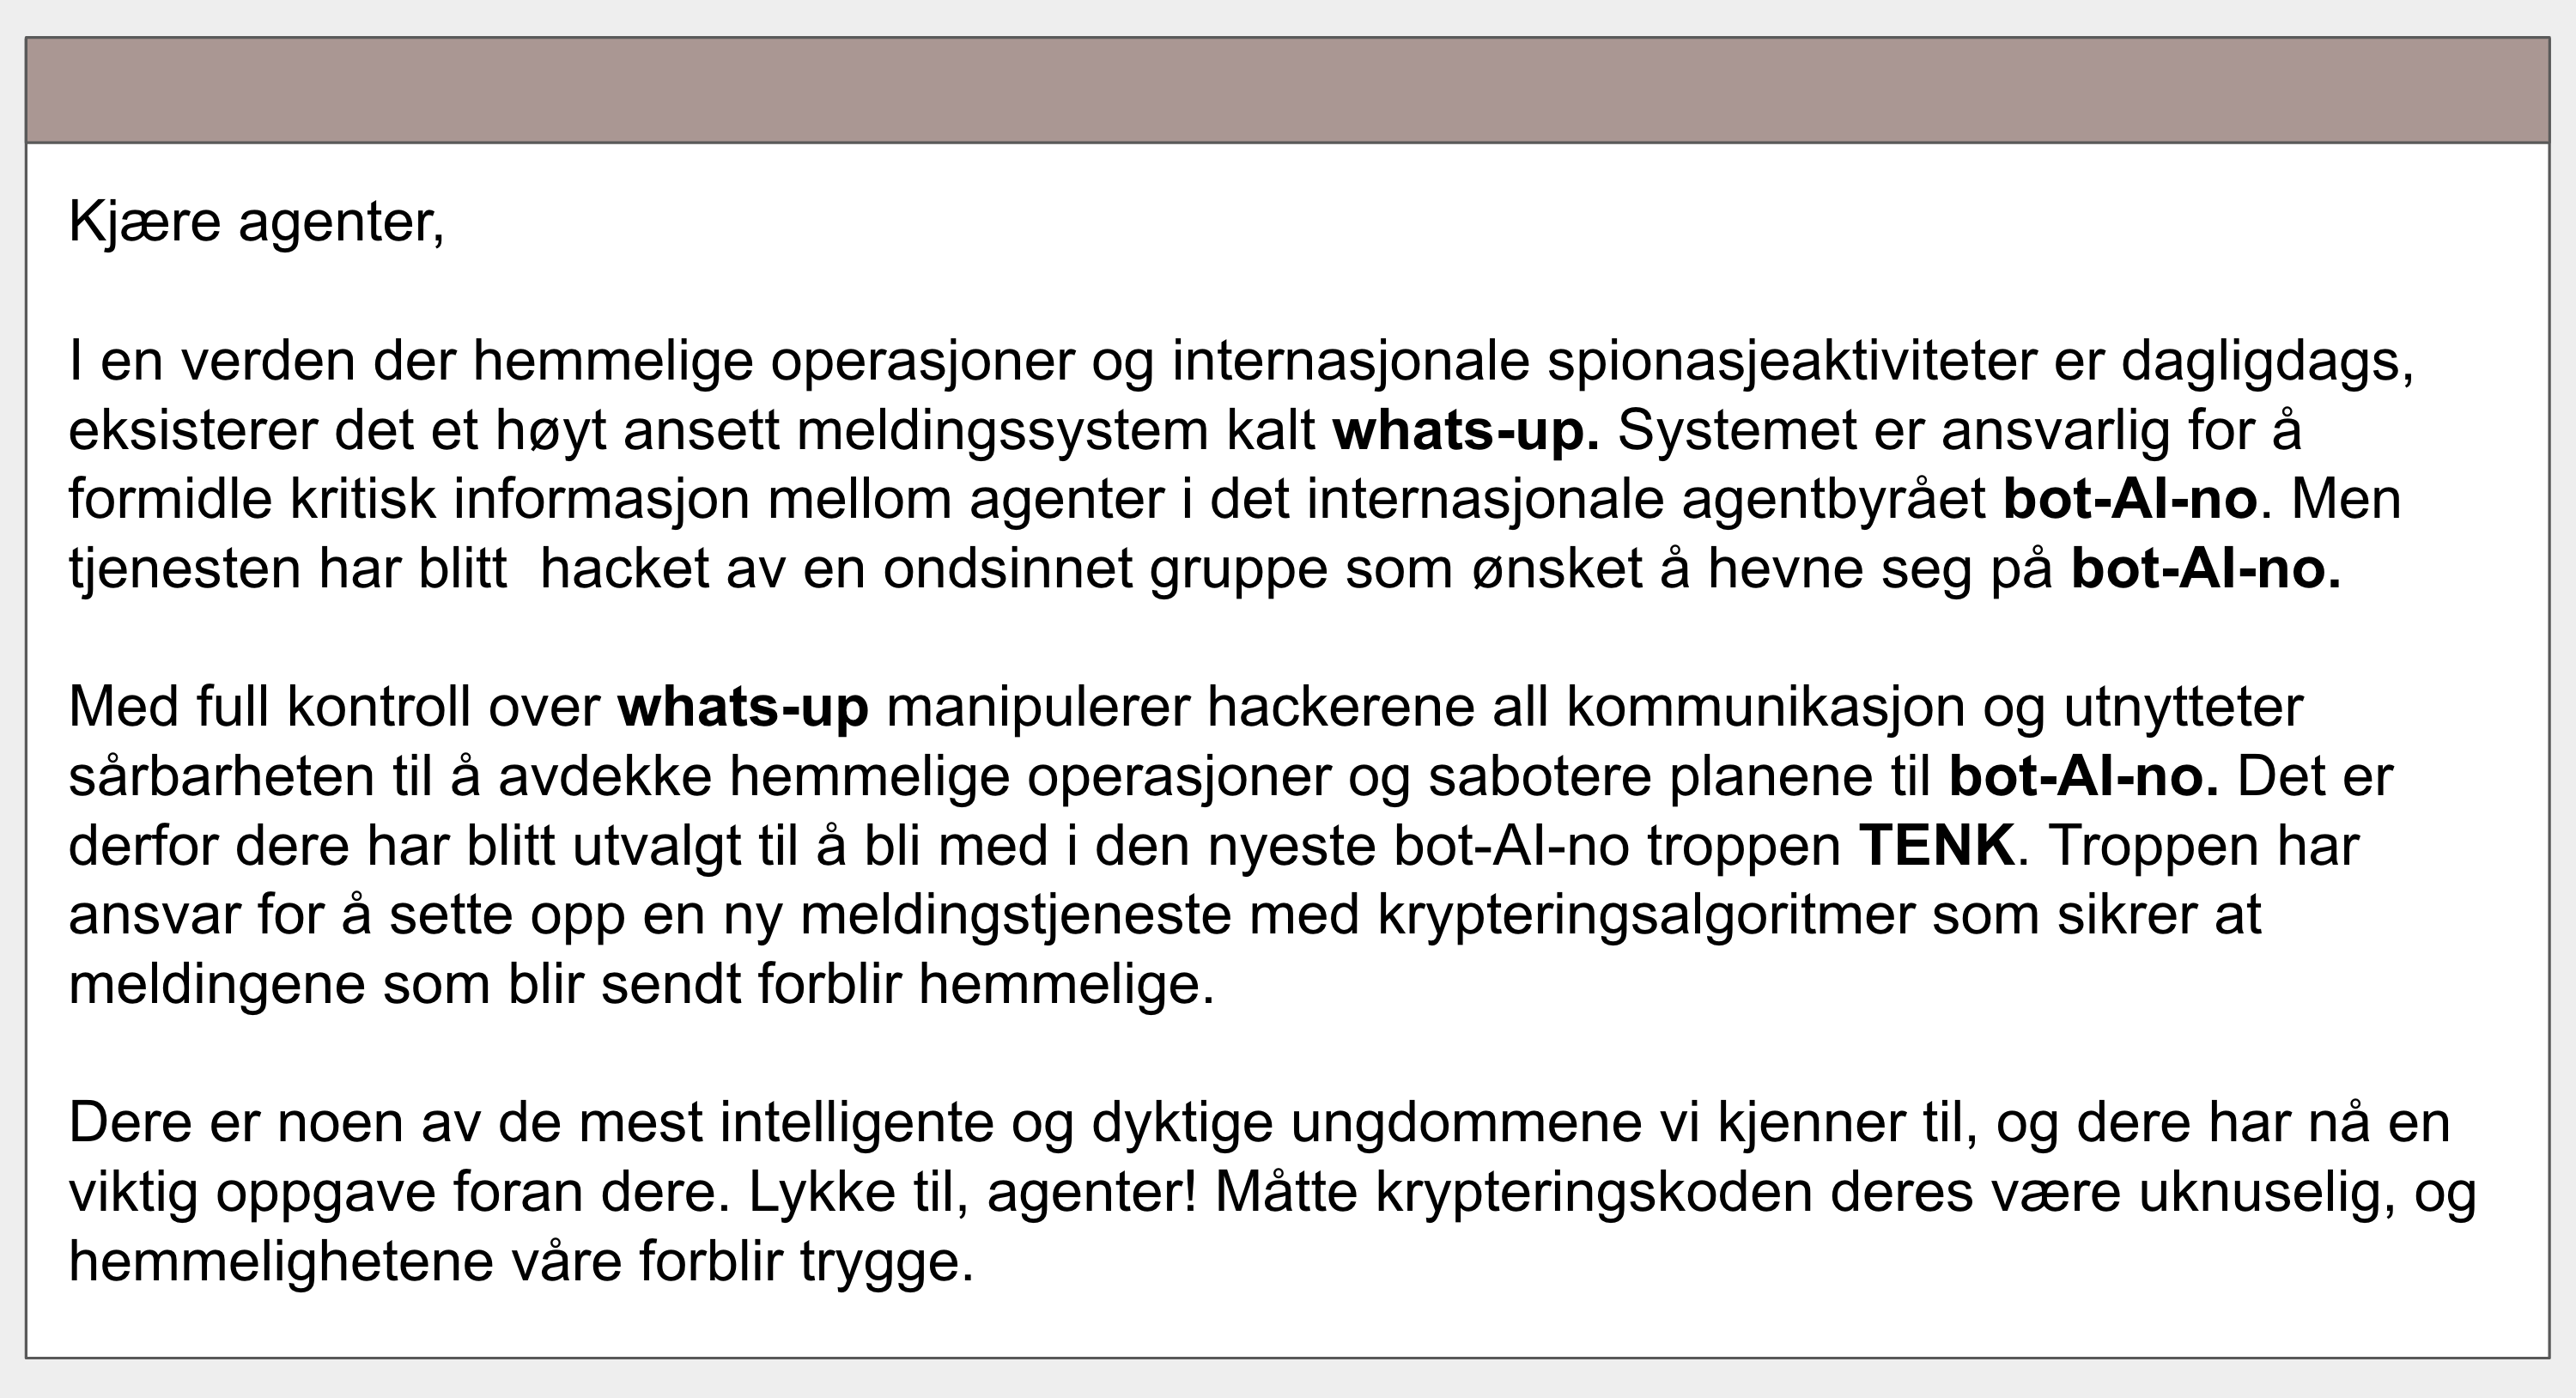 Kjære agenter,
I en verden der hemmelige operasjoner og internasjonale spionasjeaktiviteter er dagligdags,
eksisterer det et høyt ansett meldingssystem kalt whats-up. Systemet er ansvarlig for å
formidle kritisk informasjon mellom agenter i det internasjonale agentbyrået bot-AI-no. Men
tjenesten har blitt  hacket av en ondsinnet gruppe som ønsket å hevne seg på bot-AI-no.
Med full kontroll over whats-up manipulerer hackerene all kommunikasjon og utnytteter
sårbarheten til å avdekke hemmelige operasjoner og sabotere planene til bot-AI-no. Det er
derfor dere har blitt utvalgt til å bli med i den nyeste bot-AI-no troppen TENK. Troppen har
ansvar for å sette opp en ny meldingstjeneste med krypteringsalgoritmer som sikrer at
meldingene som blir sendt forblir hemmelige.
Dere er noen av de mest intelligente og dyktige ungdommene vi kjenner til, og dere har nå en
viktig oppgave foran dere. Lykke til, agenter! Måtte krypteringskoden deres være uknuselig, og
hemmelighetene våre forblir trygge.